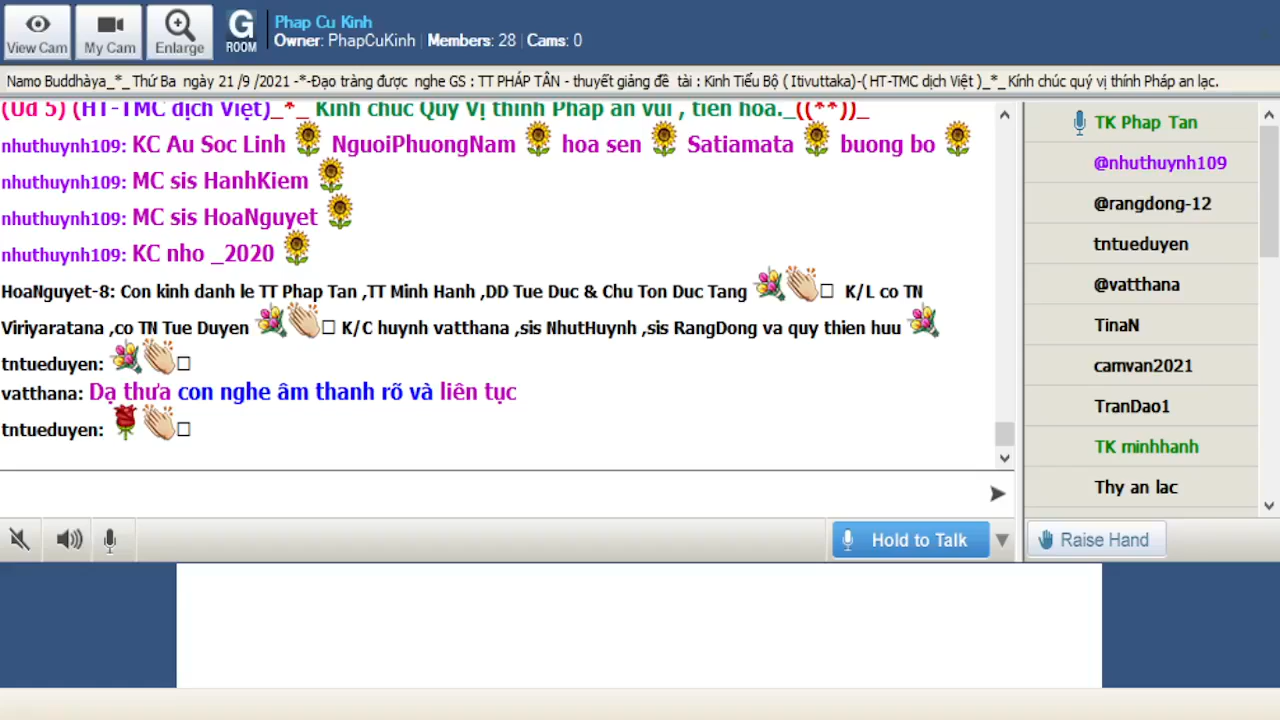 View Cam
My Cam
Enlarge
G
ROOM
Phap Cu Kinh
Owner: PhapCuKinh | Members: 28 | Cams: 0
Namo Buddhàya_*_ Thứ Ba ngày 21 /9 /2021 -*-Đạo tràng được nghe GS : TT PHÁP TÂN - thuyết giảng đề tài : Kinh Tiểu Bộ ( Itivuttaka)-( HT-TMC dịch Việt )_*_ Kính chúc quý vị thính Pháp an lạc.
(Ud 5) (HT-TMC dịch Việt)_*_ Kính chúc Quý Vị thính Pháp an vui , tiến hóa._((**))_
nhuthuynh109: KC Au Soc Linh NguoiPhuongNam hoa sen Satiamata buong bo
nhuthuynh109: MC sis HanhKiem
nhuthuynh109: MC sis HoaNguyet
nhuthuynh109: KC nho _2020
HoaNguyet-8: Con kinh danh le TT Phap Tan ,TT Minh Hanh ,DD Tue Duc & Chu Ton Duc Tang K/L co TN
Viriyaratana ,co TN Tue Duyen K/C huynh vatthana ,sis NhutHuynh ,sis RangDong va quy thien huu
tntueduyen:
vatthana: Dạ thưa con nghe âm thanh rõ và liên tục
tntueduyen:
Hold to Talk
TK Phap Tan
@nhuthuynh109
@rangdong-12
tntueduyen
@vatthana
TinaN
camvan2021
TranDao1
TK minhhanh
Thy an lac
Raise Hand